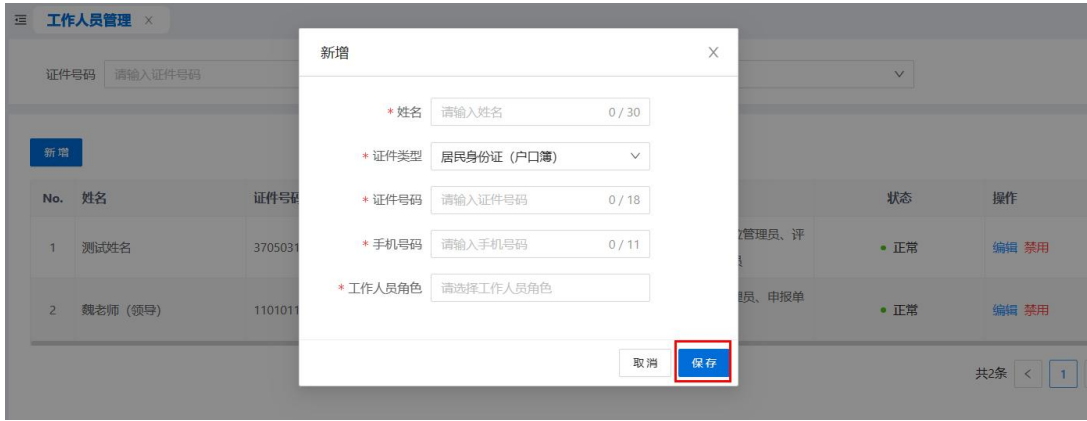 工作人员管理 ×
证件号码 请输入证件号码
新增
新增 ×
* 姓名 请输入姓名 0 / 30
* 证件类型 居民身份证（户口簿）
* 证件号码 请输入证件号码 0 / 18
* 手机号码 请输入手机号码 0 / 11
* 工作人员角色 请选择工作人员角色
取消 保存
No. 姓名 证件号码 状态 操作
1 测试姓名 3705031 管理员、评 正常 编辑 禁用
2 魏老师（领导） 1101011 员、申报单 正常 编辑 禁用
共2条 < 1